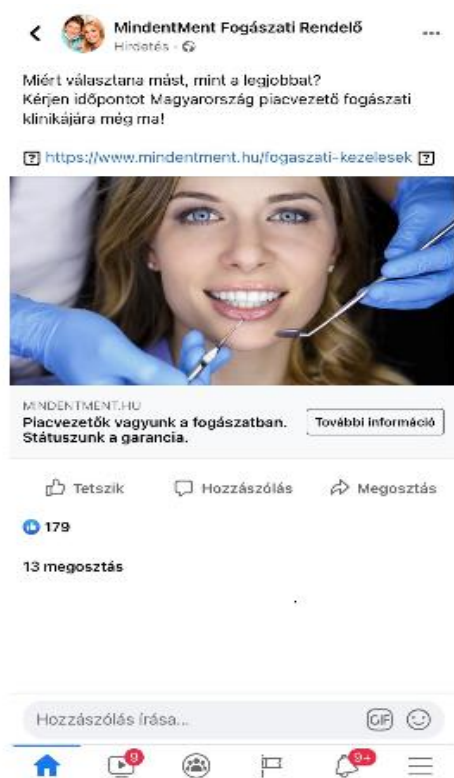 MindentMent Fogászati Rendelő
Hirdetés
Miért választana mást, mint a legjobbat?
Kérjen időpontot Magyarország piacvezető fogászati
klinikájára még ma!
https://www.mindentment.hu/fogaszati-kezelesek
MINDENTMENT.HU
Piacvezetők vagyunk a fogászatban.
Státuszunk a garancia.
További információ
Tetszik
Hozzászólás
Megosztás
179
13 megosztás
Hozzászólás írása...
GIF
9
9+